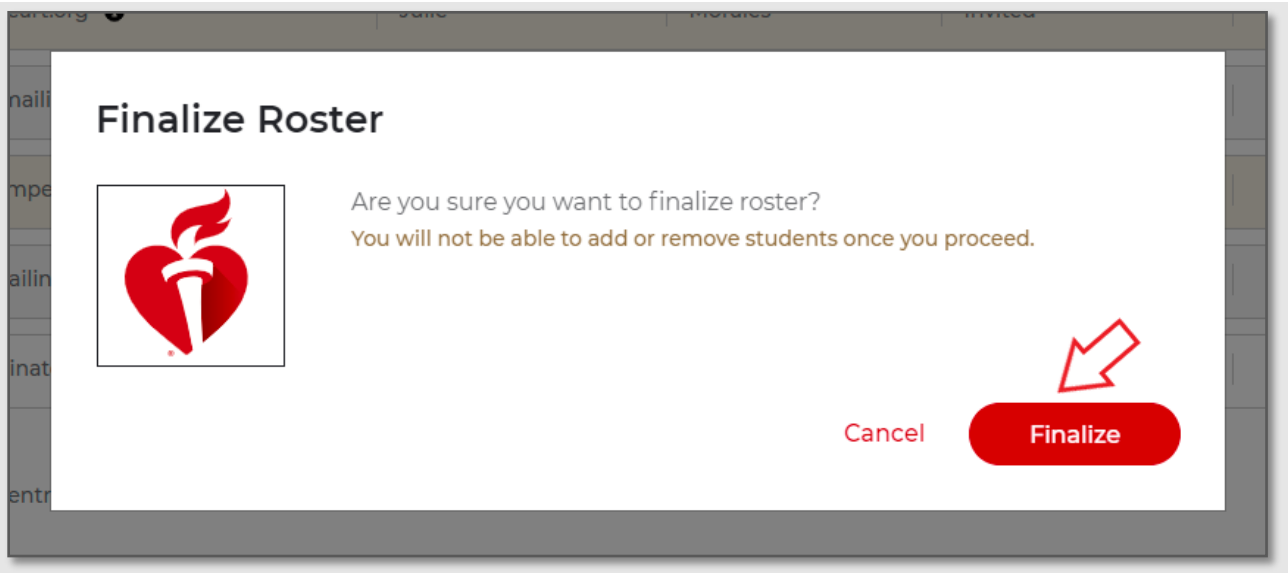 Finalize Roster
Are you sure you want to finalize roster?
You will not be able to add or remove students once you proceed.
Cancel
Finalize